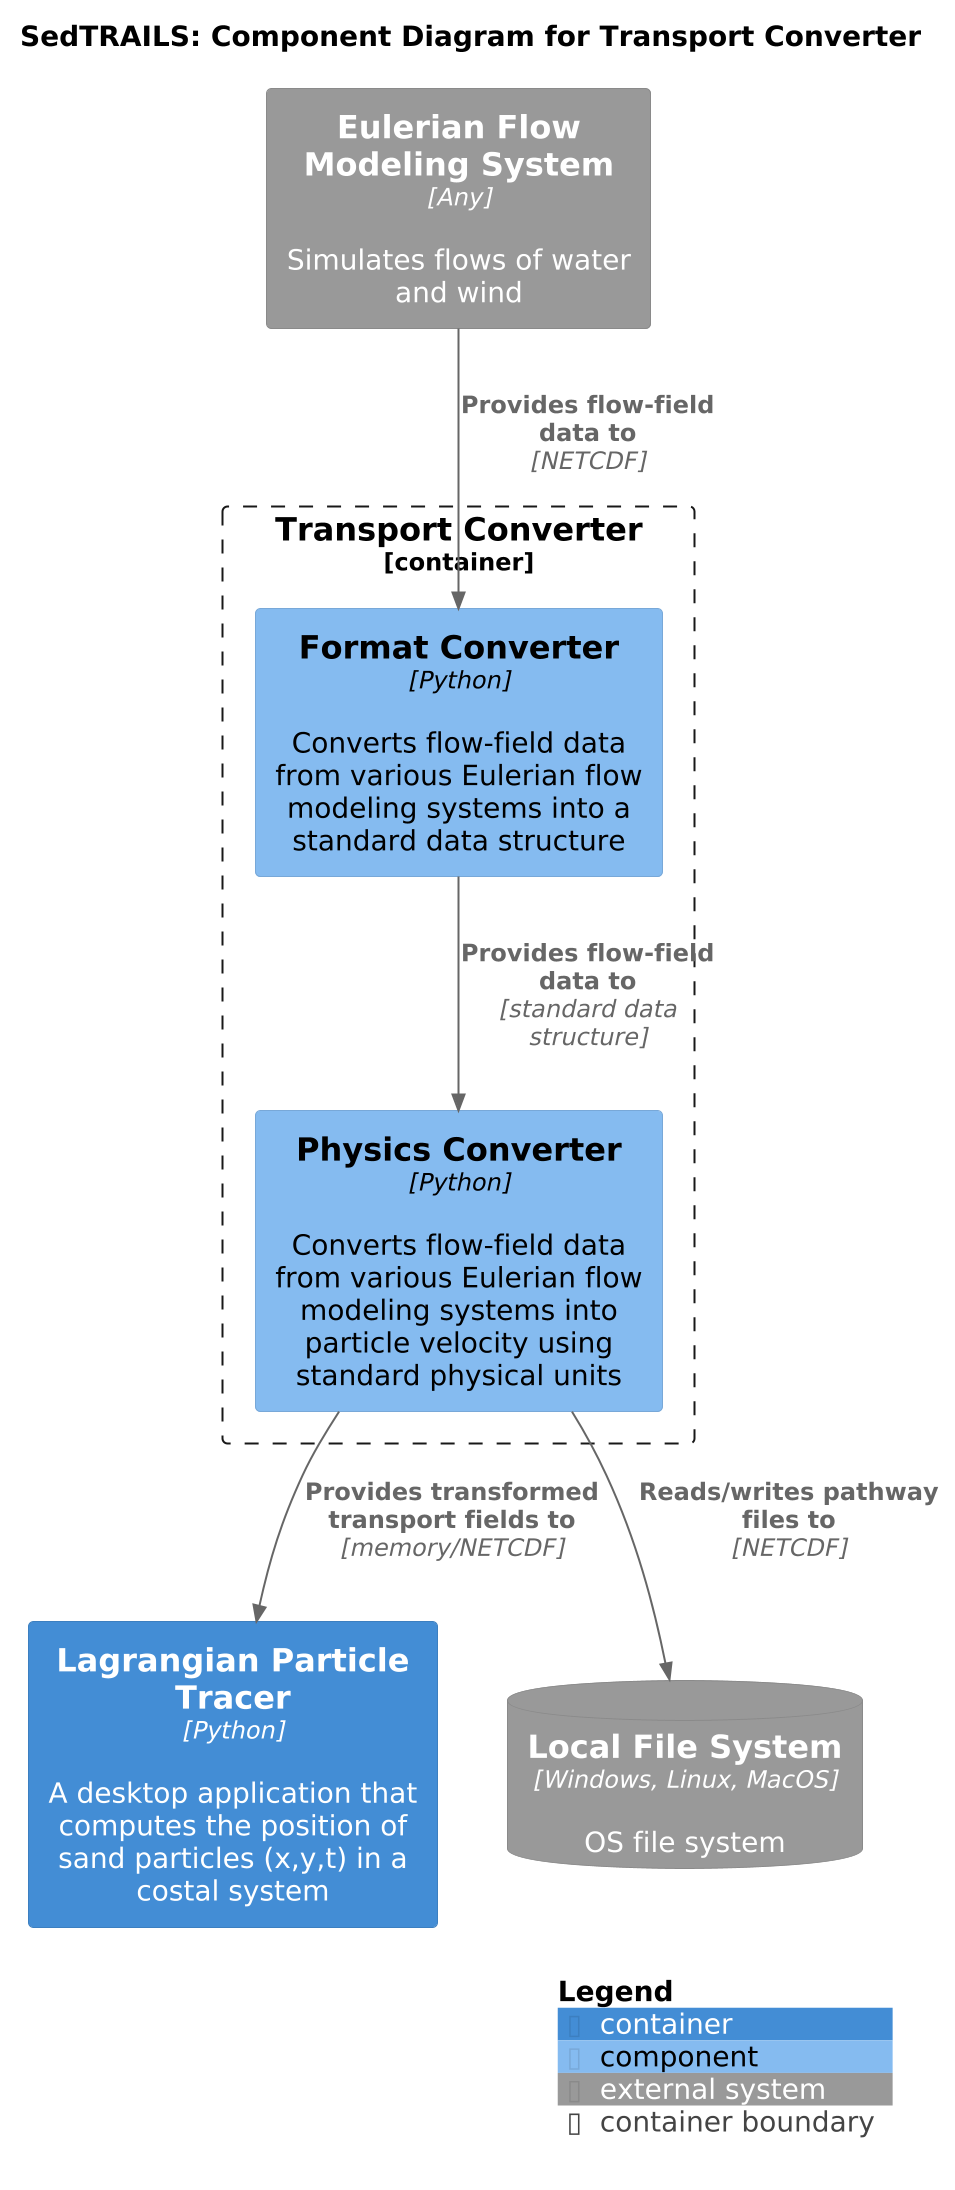 SedTRAILS: Component Diagram for Transport Converter
Eulerian Flow
Modeling System
[Any]
Simulates flows of water
and wind
Provides flow-field
data to
[NETCDF]
Transport Converter
[container]
Format Converter
[Python]
Converts flow-field data
from various Eulerian flow
modeling systems into a
standard data structure
Provides flow-field
data to
[standard data
structure]
Physics Converter
[Python]
Converts flow-field data
from various Eulerian flow
modeling systems into
particle velocity using
standard physical units
Provides transformed
transport fields to
[memory/NETCDF]
Reads/writes pathway
files to
[NETCDF]
Lagrangian Particle
Tracer
[Python]
A desktop application that
computes the position of
sand particles (x,y,t) in a
costal system
Local File System
[Windows, Linux, MacOS]
OS file system
Legend
container
component
external system
container boundary